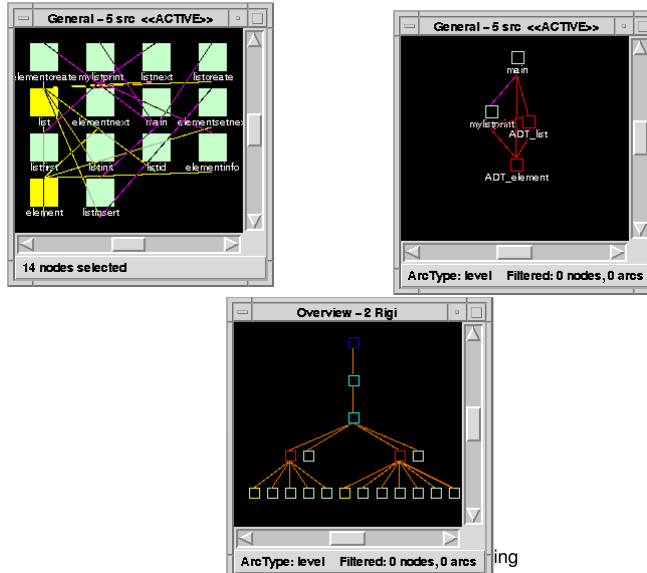 General – 5 src <<ACTIVE>>
elementcreate mylistprint listnext listcreate
list elementnext main elementsetnex
listfirst listinit listid elementinfo
element listinsert
14 nodes selected
General – 5 src <<ACTIVE>>
main
mylistprint
ADT_list
ADT_element
ArcType: level Filtered: 0 nodes, 0 arcs
Overview – 2 Rigi
ArcType: level Filtered: 0 nodes, 0 arcs
ing